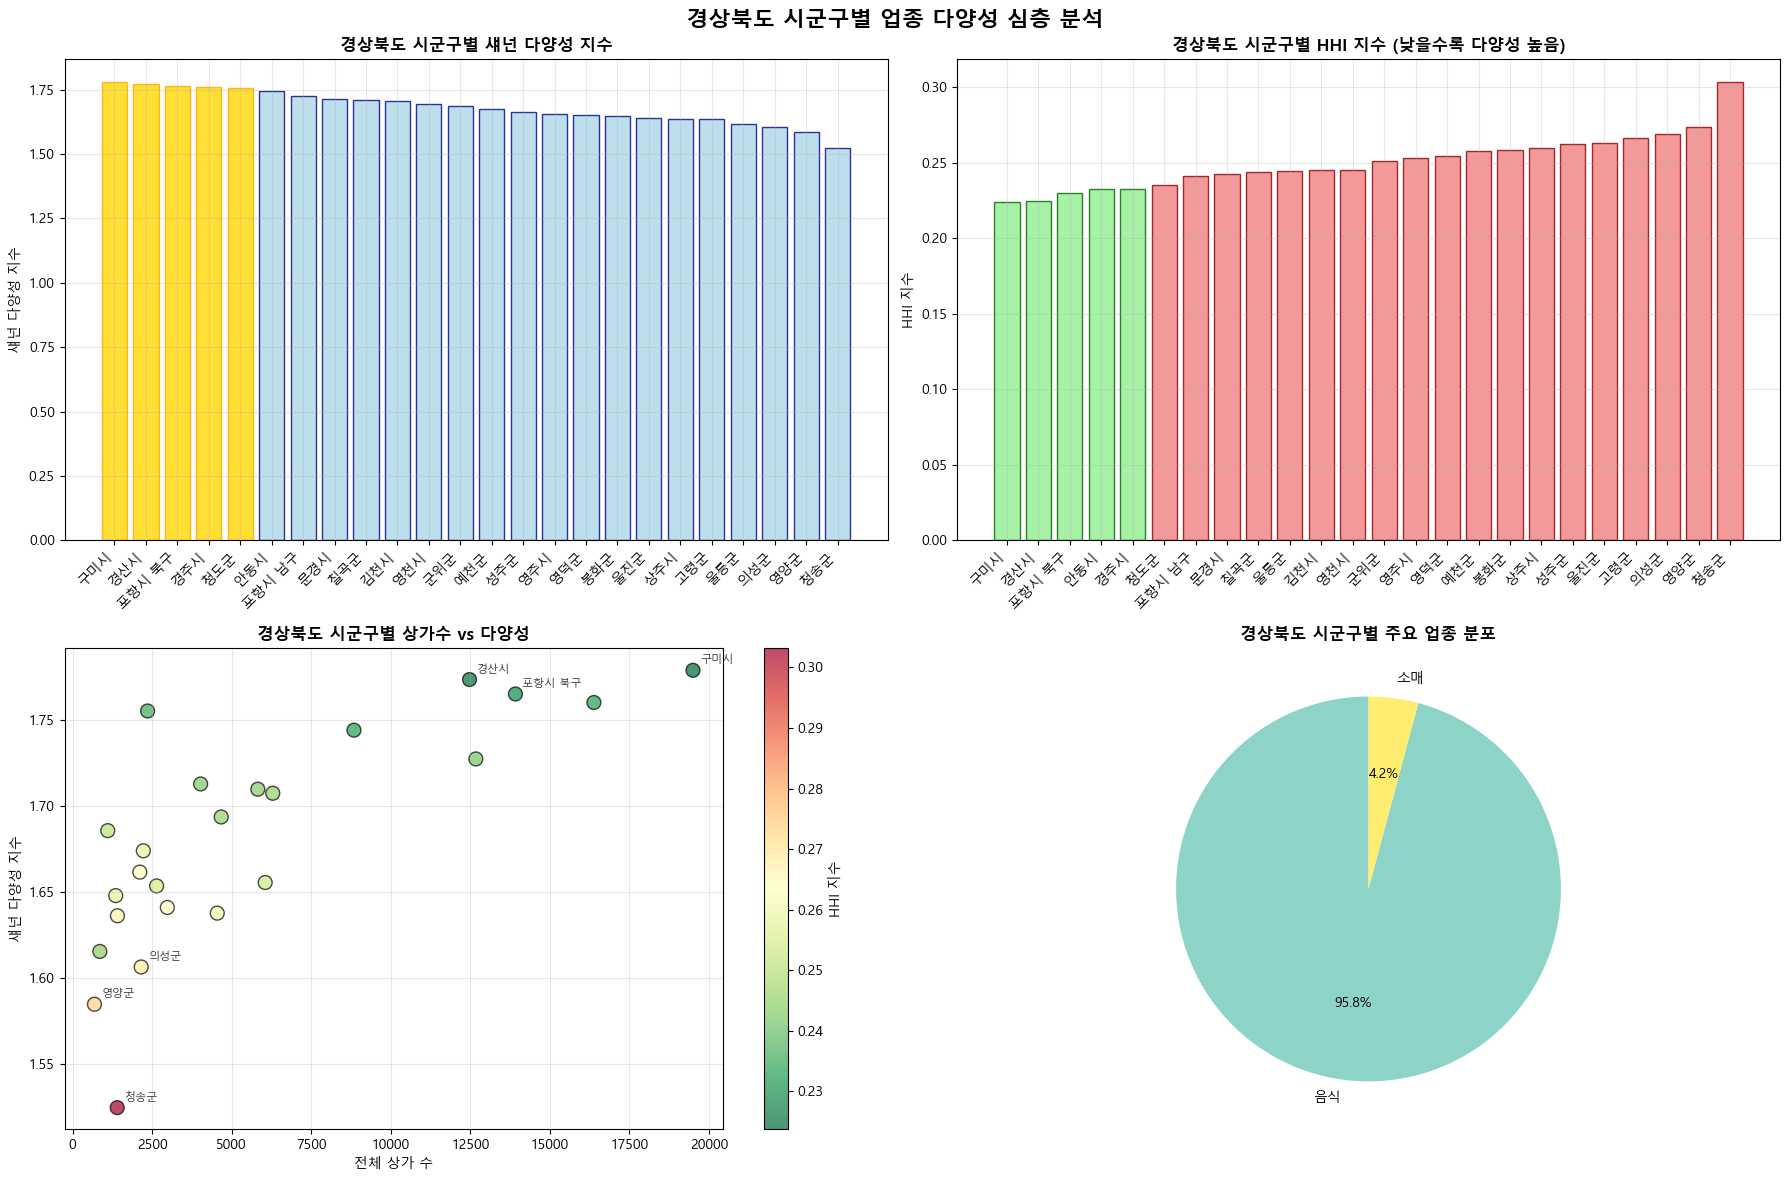 경상북도 시군구별 업종 다양성 심층 분석
경상북도 시군구별 섀넌 다양성 지수
섀넌 다양성 지수
1.75
1.50
1.25
1.00
0.75
0.50
0.25
0.00
구미시
경산시
포항시 북구
경주시
청도군
안동시
포항시 남구
문경시
칠곡군
김천시
영천시
군위군
예천군
성주군
영주시
영덕군
봉화군
울진군
상주시
고령군
울릉군
의성군
영양군
청송군
경상북도 시군구별 HHI 지수 (낮을수록 다양성 높음)
HHI 지수
0.30
0.25
0.20
0.15
0.10
0.05
0.00
구미시
경산시
포항시 북구
안동시
경주시
청도군
포항시 남구
문경시
칠곡군
울릉군
김천시
영천시
군위군
영주시
영덕군
예천군
봉화군
상주시
성주군
울진군
고령군
의성군
영양군
청송군
경상북도 시군구별 상가수 vs 다양성
섀넌 다양성 지수
1.75
1.70
1.65
1.60
1.55
구미시
경산시
포항시 북구
의성군
영양군
청송군
0
2500
5000
7500
10000
12500
15000
17500
20000
전체 상가 수
0.30
0.29
0.28
0.27
0.26
0.25
0.24
0.23
HHI 지수
경상북도 시군구별 주요 업종 분포
소매
4.2%
95.8%
음식